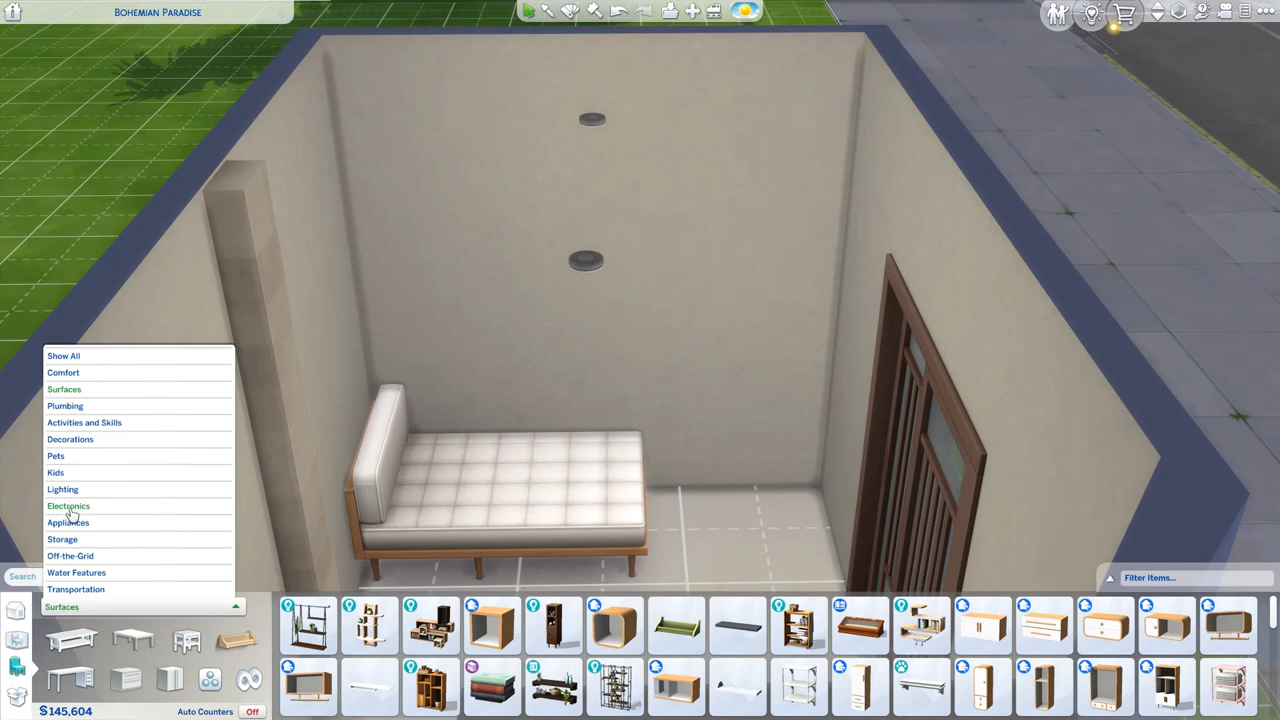 Bohemian Paradise
Show All
Comfort
Surfaces
Plumbing
Activities and Skills
Decorations
Pets
Kids
Lighting
Electronics
Appliances
Storage
Off-the-Grid
Water Features
Transportation
Search
Surfaces
Filter Items...
§145,604
Auto Counters
Off